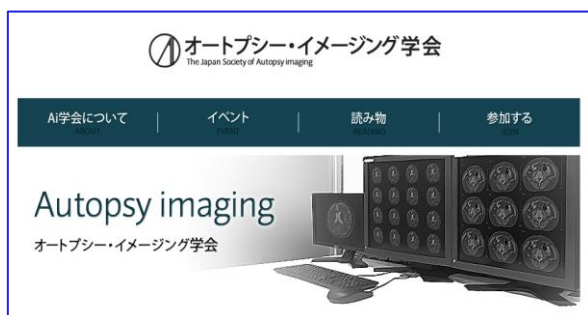 オートプシー・イメージング学会
The Japan Society of Autopsy imaging
Ai学会について
ABOUT
イベント
EVENT
読み物
READING
参加する
JOIN
Autopsy imaging
オートプシー・イメージング学会